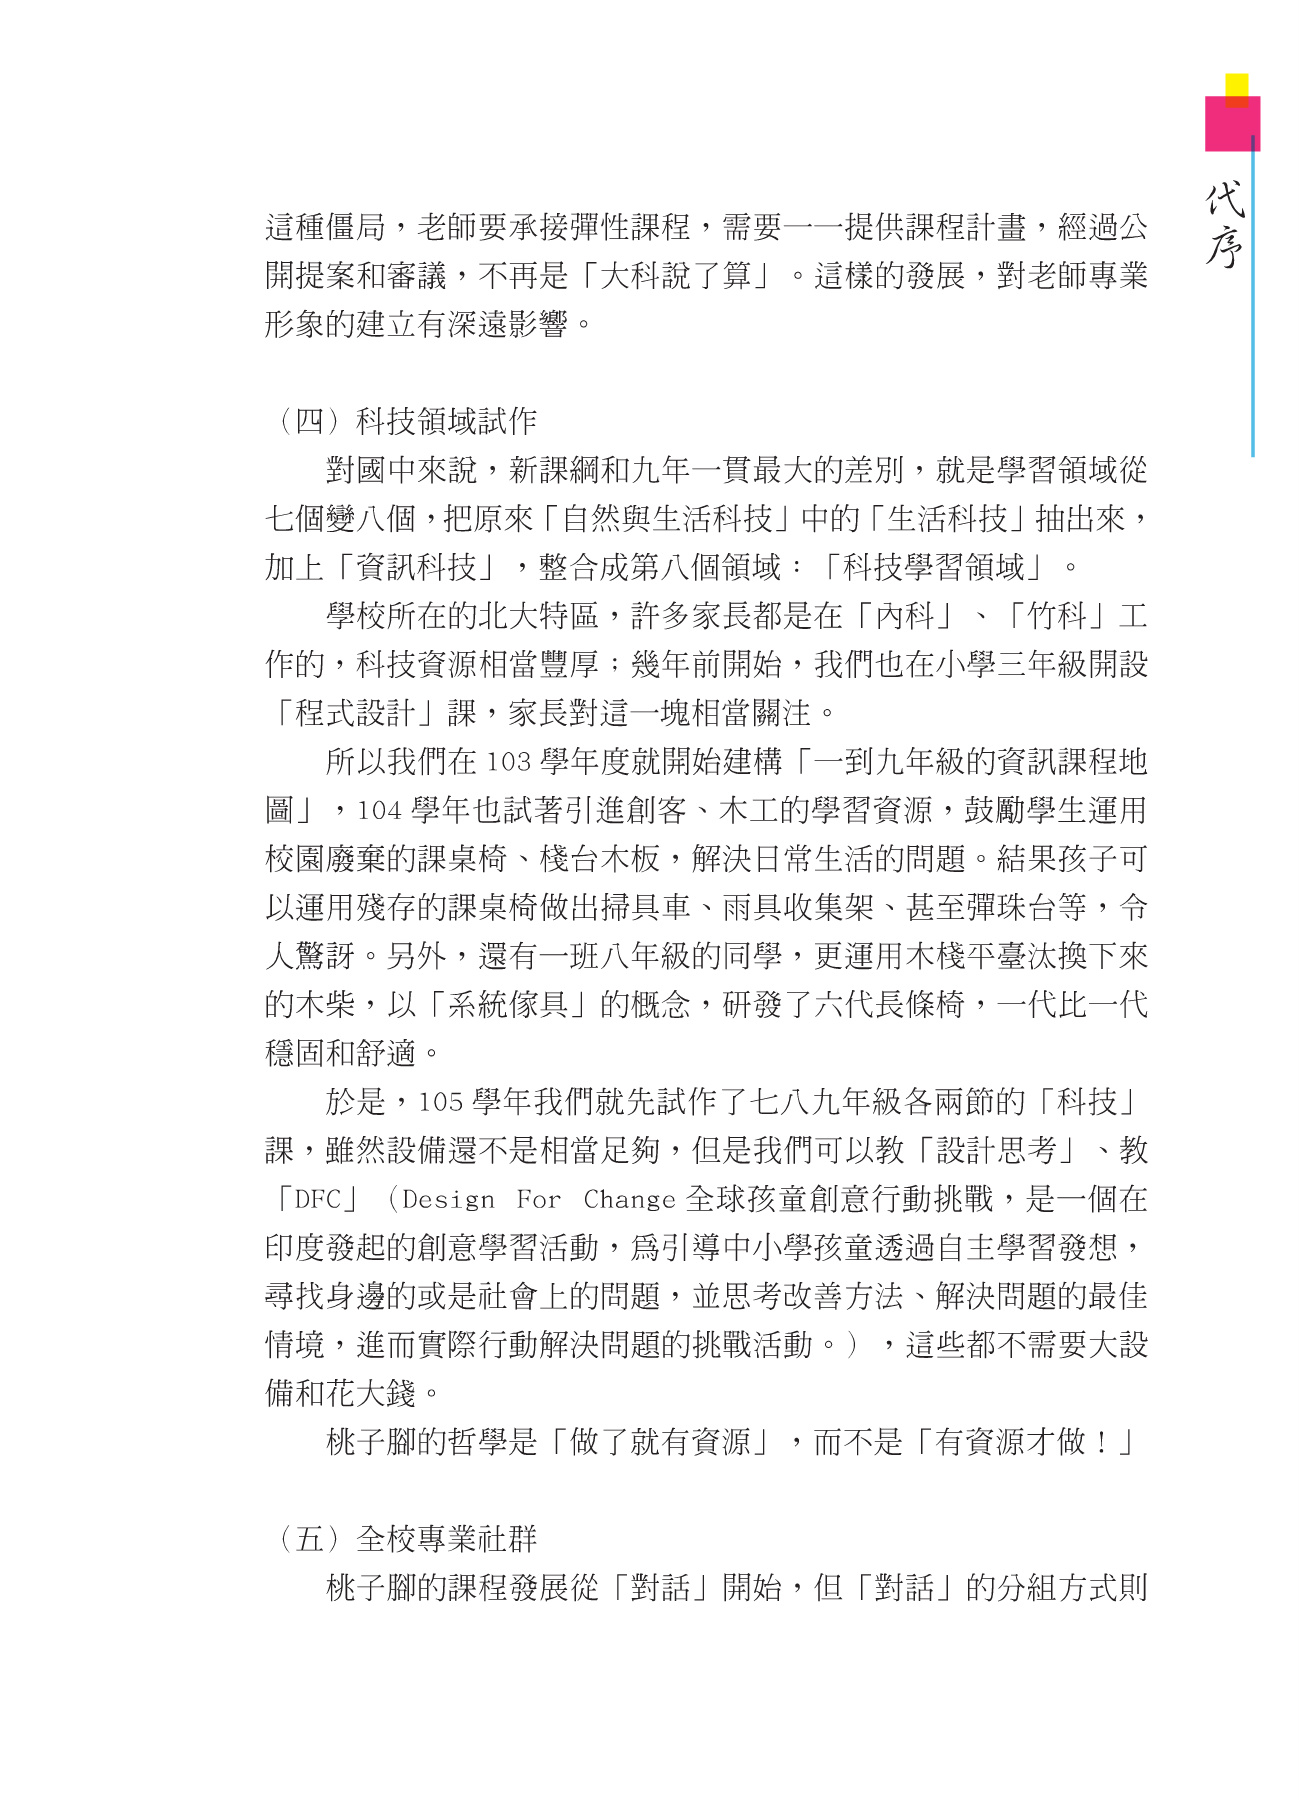 代序
這種僵局，老師要承接彈性課程，需要一一提供課程計畫，經過公
開提案和審議，不再是「大科說了算」。這樣的發展，對老師專業
形象的建立有深遠影響。
（四）科技領域試作
對國中來說，新課綱和九年一貫最大的差別，就是學習領域從
七個變八個，把原來「自然與生活科技」中的「生活科技」抽出來，
加上「資訊科技」，整合成第八個領域：「科技學習領域」。
學校所在的北大特區，許多家長都是在「內科」、「竹科」工
作的，科技資源相當豐厚；幾年前開始，我們也在小學三年級開設
「程式設計」課，家長對這一塊相當關注。
所以我們在 103 學年度就開始建構「一到九年級的資訊課程地
圖」，104 學年也試著引進創客、木工的學習資源，鼓勵學生運用
校園廢棄的課桌椅、棧台木板，解決日常生活的問題。結果孩子可
以運用殘存的課桌椅做出掃具車、雨具收集架、甚至彈珠台等，令
人驚訝。另外，還有一班八年級的同學，更運用木棧平臺汰換下來
的木柴，以「系統傢具」的概念，研發了六代長條椅，一代比一代
穩固和舒適。
於是，105 學年我們就先試作了七八九年級各兩節的「科技」
課，雖然設備還不是相當足夠，但是我們可以教「設計思考」、教
「DFC」（Design For Change 全球孩童創意行動挑戰，是一個在
印度發起的創意學習活動，為引導中小學孩童透過自主學習發想，
尋找身邊的或是社會上的問題，並思考改善方法、解決問題的最佳
情境，進而實際行動解決問題的挑戰活動。），這些都不需要大設
備和花大錢。
桃子腳的哲學是「做了就有資源」，而不是「有資源才做！」
（五）全校專業社群
桃子腳的課程發展從「對話」開始，但「對話」的分組方式則